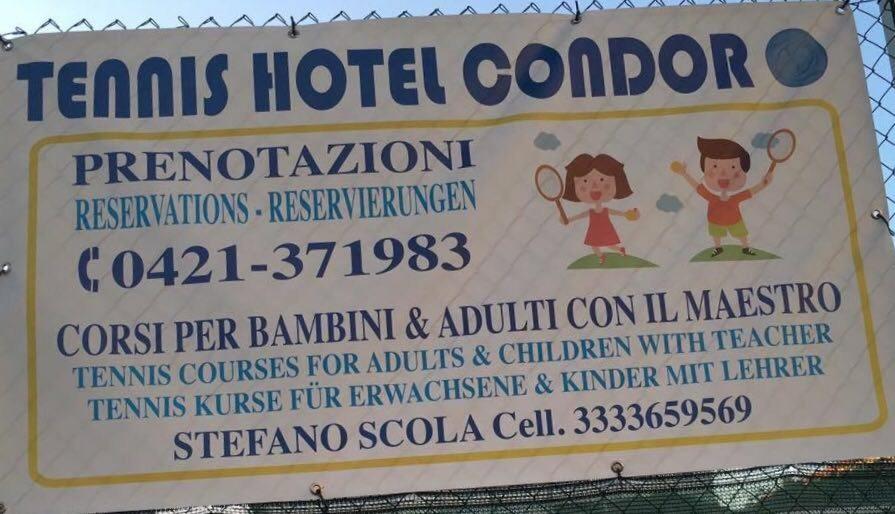 TENNIS HOTEL CONDOR
PRENOTAZIONI
RESERVATIONS - RESERVIERUNGEN
0421-371983
CORSI PER BAMBINI & ADULTI CON IL MAESTRO
TENNIS COURSES FOR ADULTS & CHILDREN WITH TEACHER
TENNIS KURSE FÜR ERWACHSENE & KINDER MIT LEHRER
STEFANO SCOLA Cell. 3333659569